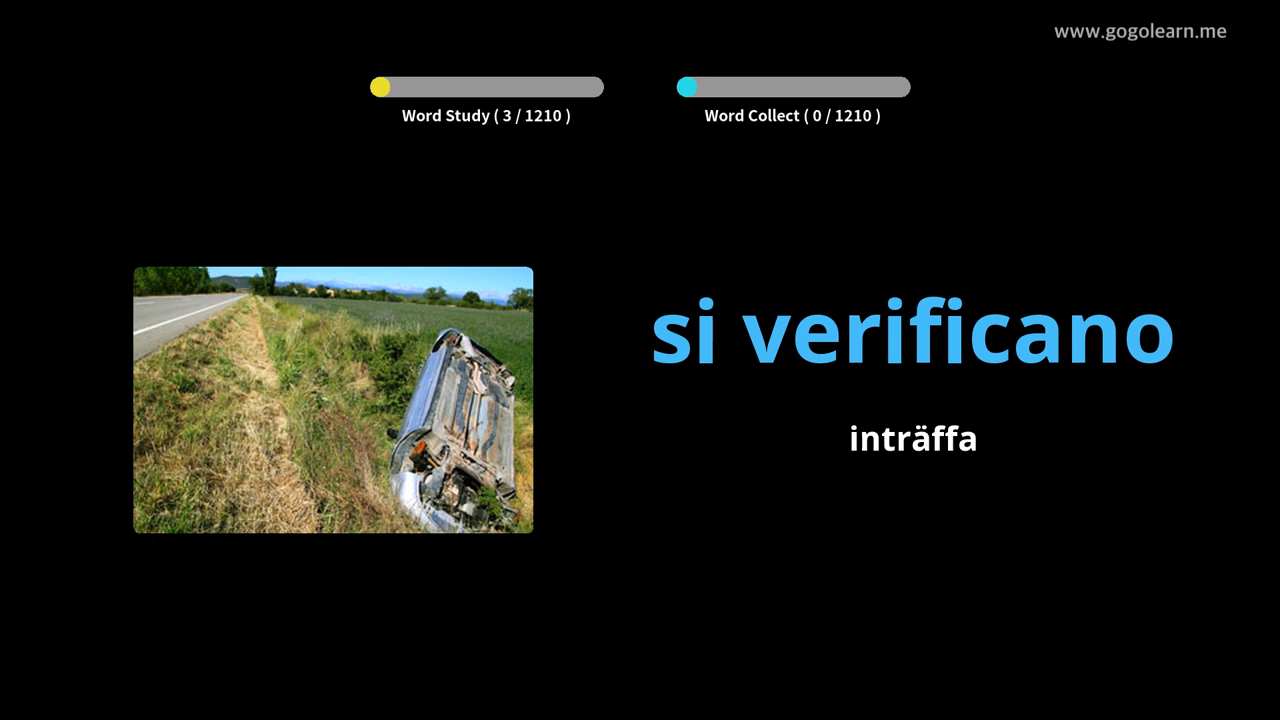 www.gogolearn.me
Word Study ( 3 / 1210 )
Word Collect ( 0 / 1210 )
si verificano
inträffa